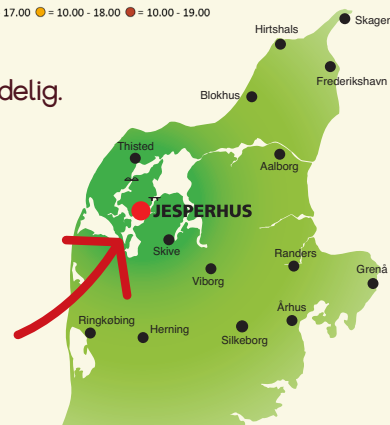 17.00 = 10.00 - 18.00 = 10.00 - 19.00
Skagen
Hirtshals
Frederikshavn
delig.
Blokhus
Thisted
Aalborg
JESPERHUS
Skive
Randers
Viborg
Grenå
Århus
Ringkøbing
Herning
Silkeborg